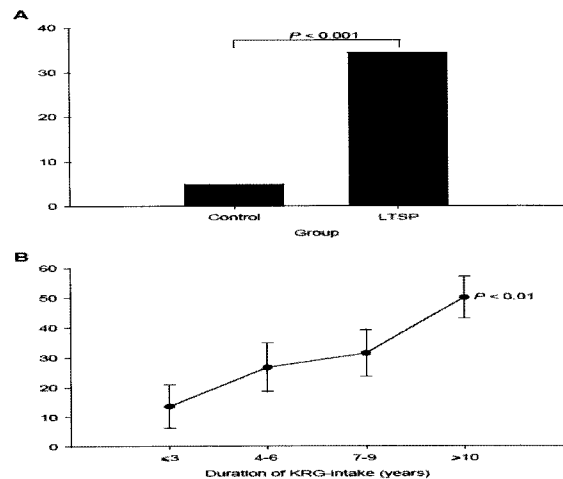 A
40
P < 0.001
30
20
10
0
Control LTSP
Group
B
60
50
P < 0.01
40
30
20
10
0
≤3 4-6 7-9 >10
Duration of KRG-intake (years)